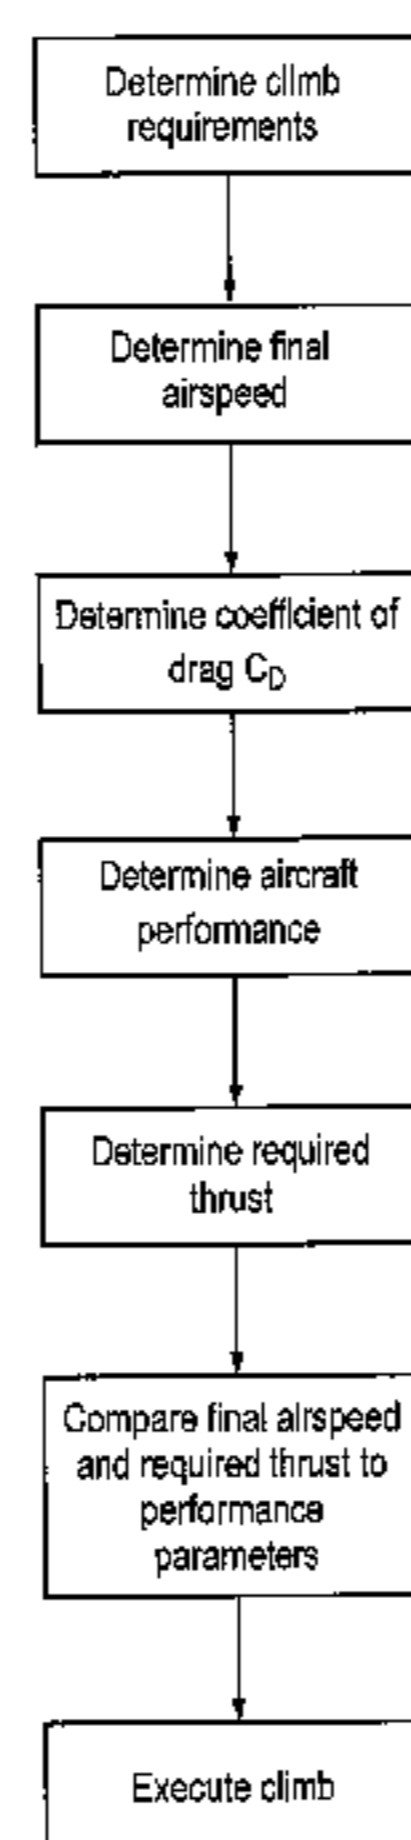 Determine climb
requirements
Determine final
airspeed
Determine coefficient of
drag CD
Determine aircraft
performance
Determine required
thrust
Compare final airspeed
and required thrust to
performance
parameters
Execute climb